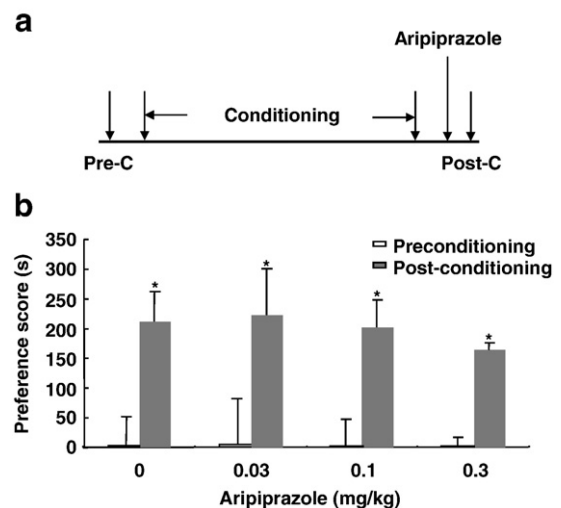 a
Aripiprazole
Conditioning
Pre-C Post-C
b
Preference score (s)
350
300
250
200
150
100
50
0
Preconditioning
Post-conditioning
* * * *
0 0.03 0.1 0.3
Aripiprazole (mg/kg)